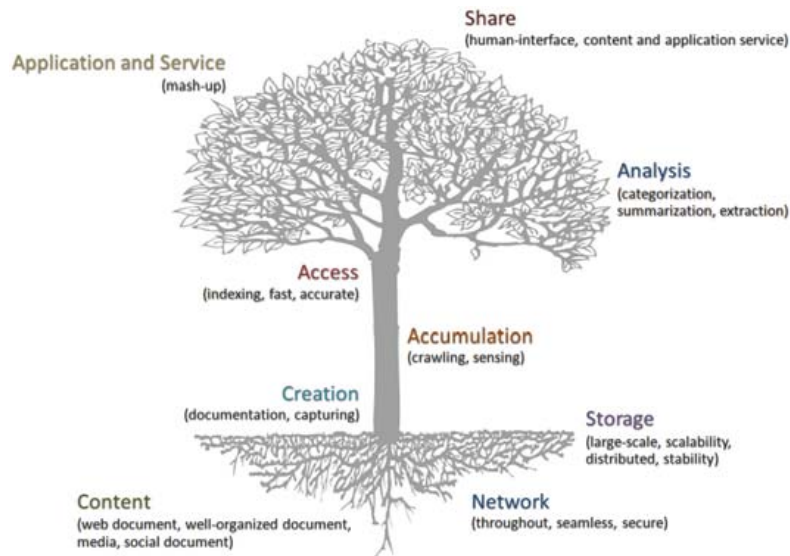 Share
(human-interface, content and application service)
Application and Service
(mash-up)
Analysis
(categorization,
summarization, extraction)
Access
(indexing, fast, accurate)
Accumulation
(crawling, sensing)
Creation
(documentation, capturing)
Storage
(large-scale, scalability,
distributed, stability)
Content
(web document, well-organized document,
media, social document)
Network
(throughout, seamless, secure)